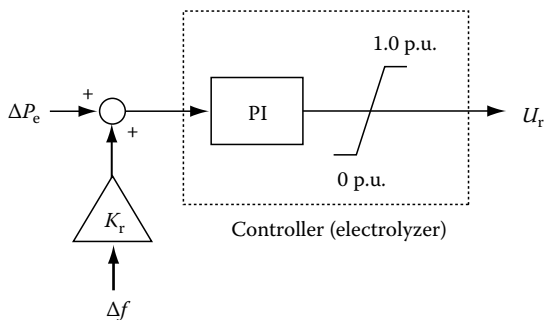 1.0 p.u.
+
ΔPe
PI
Ur
+
0 p.u.
Kr
Controller (electrolyzer)
Δf